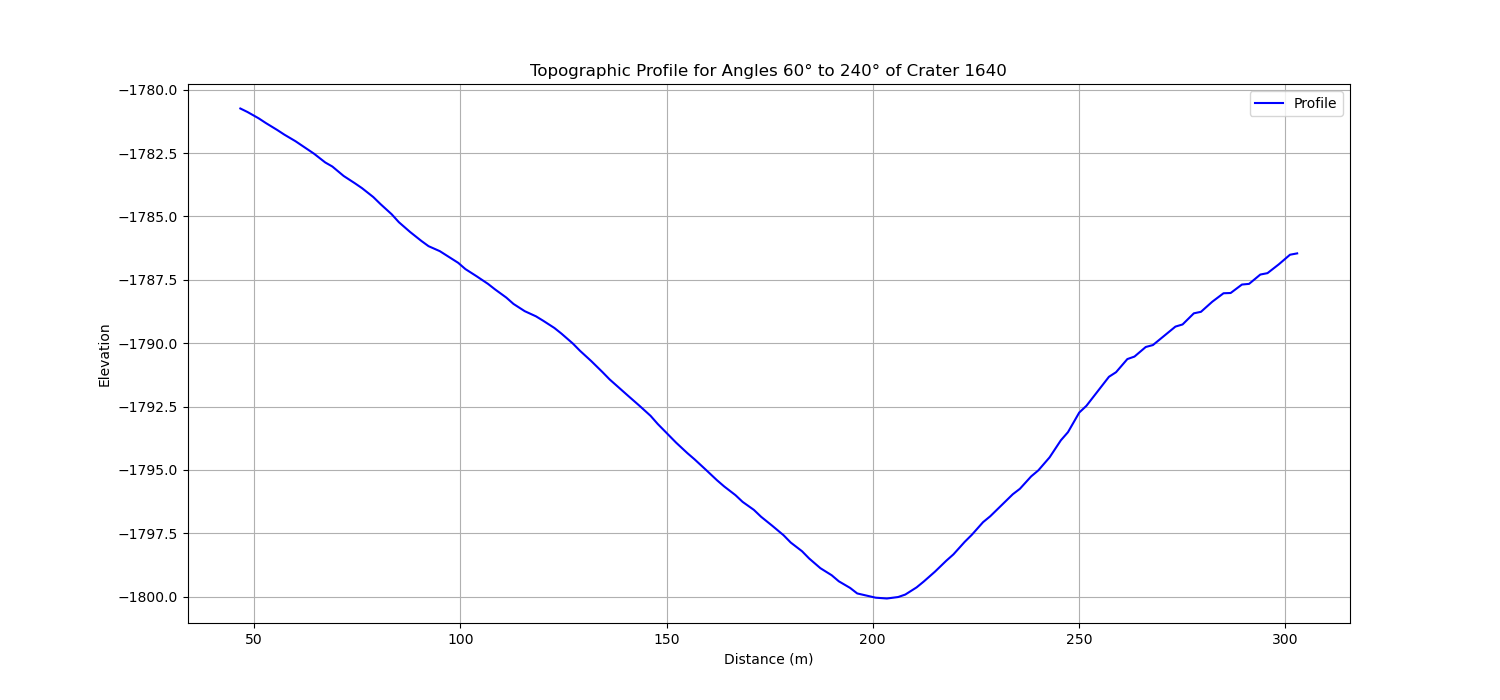 Topographic Profile for Angles 60° to 240° of Crater 1640
Profile
Elevation
−1780.0
−1782.5
−1785.0
−1787.5
−1790.0
−1792.5
−1795.0
−1797.5
−1800.0
50 100 150 200 250 300
Distance (m)